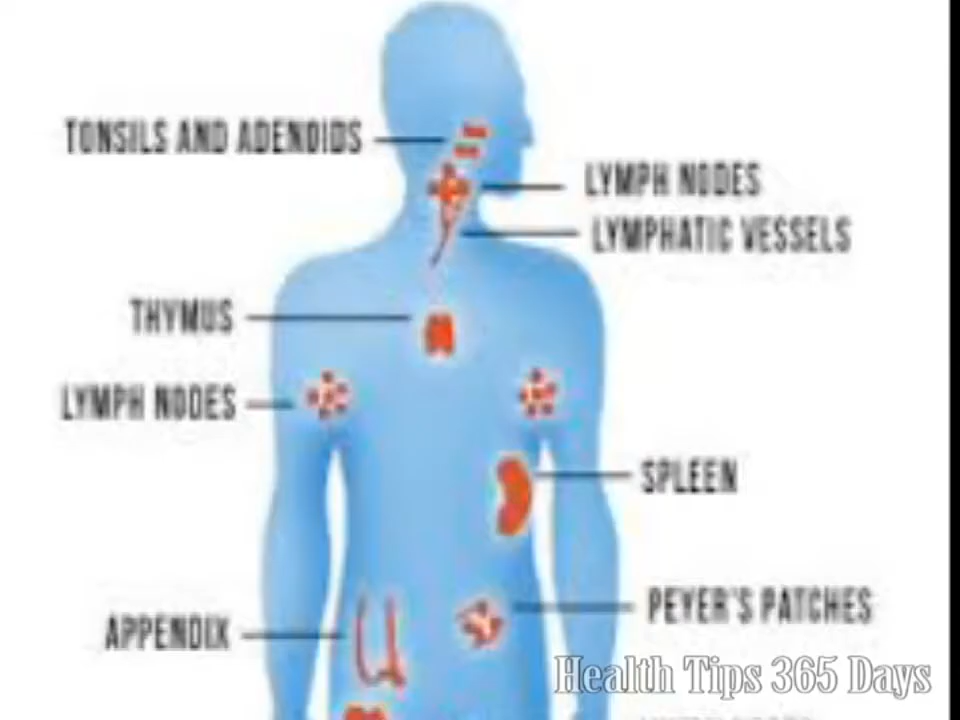 TONSILS AND ADENOIDS
LYMPH NODES
LYMPHATIC VESSELS
THYMUS
LYMPH NODES
SPLEEN
PEYER'S PATCHES
APPENDIX
Health Tips 365 Days